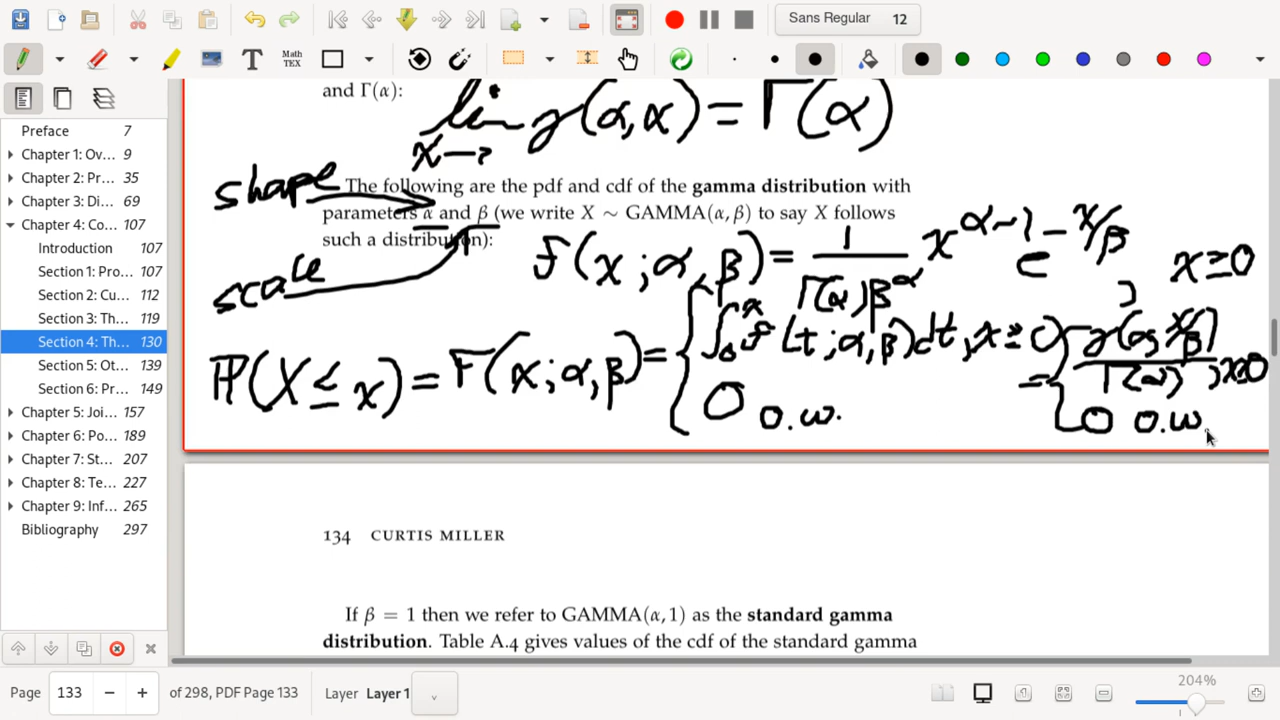 Sans Regular 12
T Math TEX
Preface 7
Chapter 1: Ov... 9
Chapter 2: Pr... 35
Chapter 3: Di... 69
Chapter 4: Co... 107
Introduction 107
Section 1: Pro... 107
Section 2: Cu... 112
Section 3: Th... 119
Section 4: Th... 130
Section 5: Ot... 139
Section 6: Pr... 149
Chapter 5: Joi... 157
Chapter 6: Po... 189
Chapter 7: St... 207
Chapter 8: Te... 227
Chapter 9: Inf... 265
Bibliography 297
and Γ(α):
= Γ(α)
shape
The following are the pdf and cdf of the gamma distribution with
parameters α and β (we write X ∼ GAMMA(α, β) to say X follows
such a distribution):
scale
f(x; α, β) = 1/(Γ(α)β^α) x^(α−1) e^(−x/β), x ≥ 0
ℙ(X ≤ x) = F(x; α, β) = { ∫_0^x f(t; α, β)dt, x ≥ 0 = { γ(α, x/β)/Γ(α), x≥0
0 o.w. 0 o.w.
134 CURTIS MILLER
If β = 1 then we refer to GAMMA(α, 1) as the standard gamma
distribution. Table A.4 gives values of the cdf of the standard gamma
Page 133 − + of 298, PDF Page 133 Layer Layer 1 204%